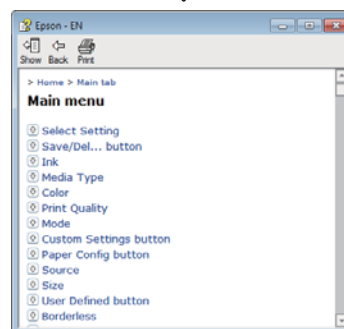 Epson - EN
Show Back Print
> Home > Main tab
Main menu
Select Setting
Save/Del... button
Ink
Media Type
Color
Print Quality
Mode
Custom Settings button
Paper Config button
Source
Size
User Defined button
Borderless